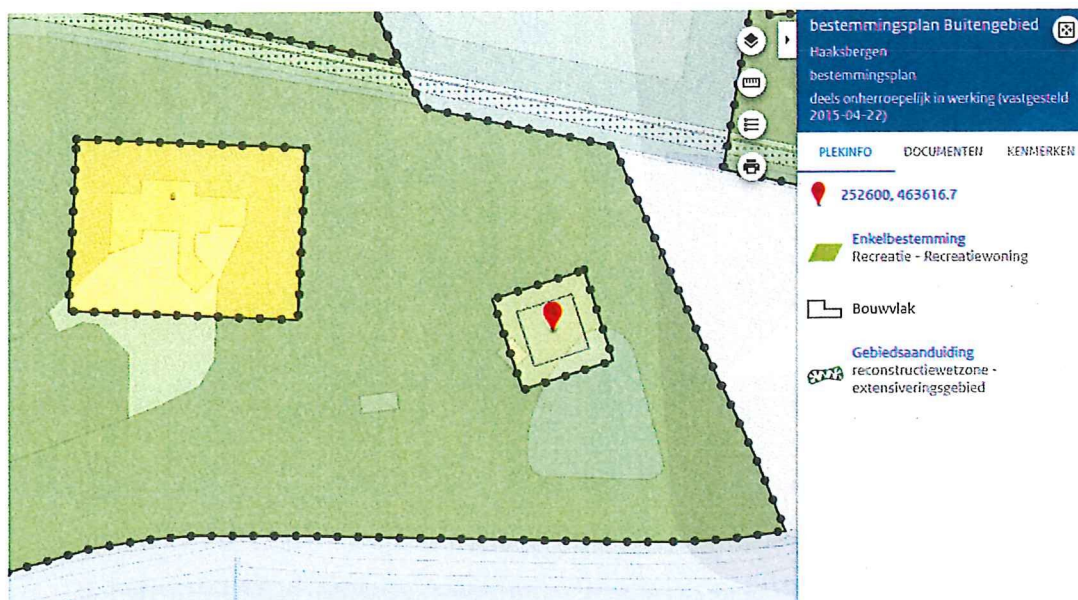 bestemmingsplan Buitengebied
Haaksbergen
bestemmingsplan
deels onherroepelijk in werking (vastgesteld
2015-04-22)
PLEKINFO DOCUMENTEN KENMERKEN
252600, 463616.7
Enkelbestemming
Recreatie - Recreatiewoning
Bouwvlak
Gebiedsaanduiding
reconstructiewetzone -
extensiveringsgebied